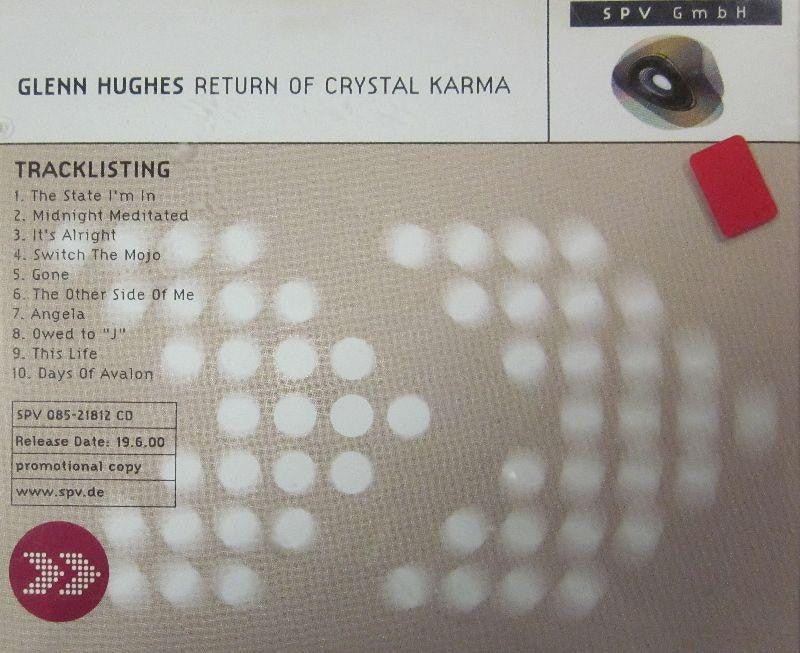 SPV GmbH
GLENN HUGHES RETURN OF CRYSTAL KARMA
TRACKLISTING
1. The State I'm In
2. Midnight Meditated
3. It's Alright
4. Switch The Mojo
5. Gone
6. The Other Side Of Me
7. Angela
8. Owed to "J"
9. This Life
10. Days Of Avalon
SPV 085-21812 CD
Release Date: 19.6.00
promotional copy
www.spv.de